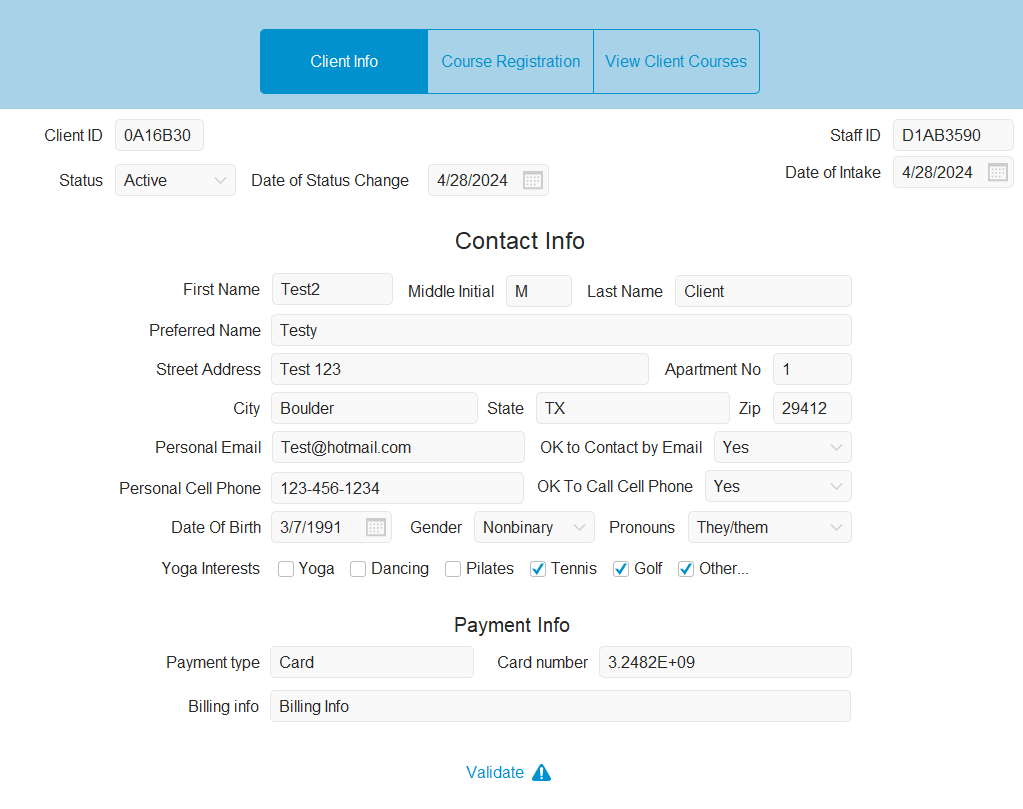 Client Info Course Registration View Client Courses
Client ID 0A16B30 Staff ID D1AB3590
Status Active Date of Status Change 4/28/2024 Date of Intake 4/28/2024
Contact Info
First Name Test2 Middle Initial M Last Name Client
Preferred Name Testy
Street Address Test 123 Apartment No 1
City Boulder State TX Zip 29412
Personal Email Test@hotmail.com OK to Contact by Email Yes
Personal Cell Phone 123-456-1234 OK To Call Cell Phone Yes
Date Of Birth 3/7/1991 Gender Nonbinary Pronouns They/them
Yoga Interests Yoga Dancing Pilates Tennis Golf Other...
Payment Info
Payment type Card Card number 3.2482E+09
Billing info Billing Info
Validate